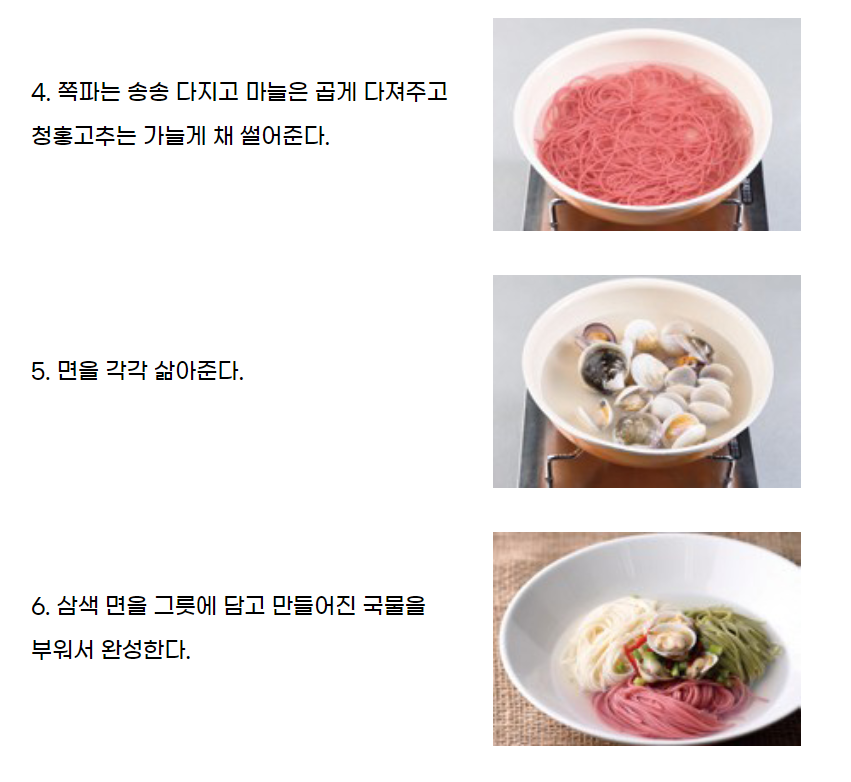 4. 쪽파는 송송 다지고 마늘은 곱게 다져주고
청홍고추는 가늘게 채 썰어준다.
5. 면을 각각 삶아준다.
6. 삼색 면을 그릇에 담고 만들어진 국물을
부워서 완성한다.